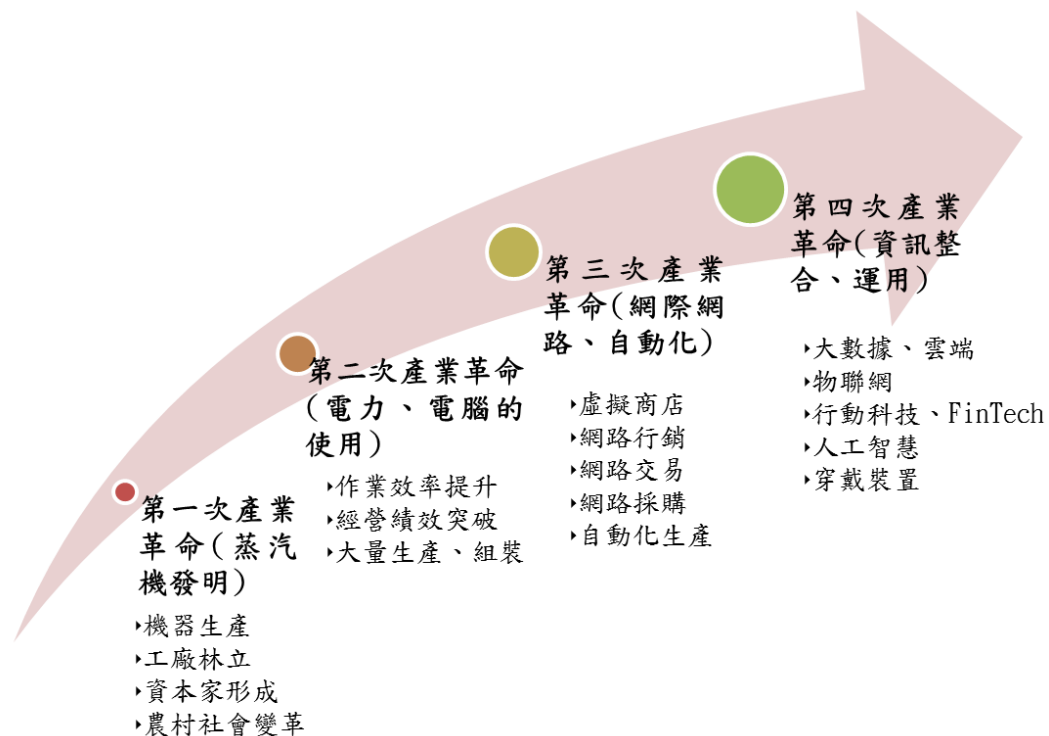 第一次產業
革命(蒸汽
機發明)
‣機器生產
‣工廠林立
‣資本家形成
‣農村社會變革
第二次產業革命
(電力、電腦的
使用)
‣作業效率提升
‣經營績效突破
‣大量生產、組裝
第三次產業
革命(網際網
路、自動化)
‣虛擬商店
‣網路行銷
‣網路交易
‣網路採購
‣自動化生產
第四次產業
革命(資訊整
合、運用)
‣大數據、雲端
‣物聯網
‣行動科技、FinTech
‣人工智慧
‣穿戴裝置